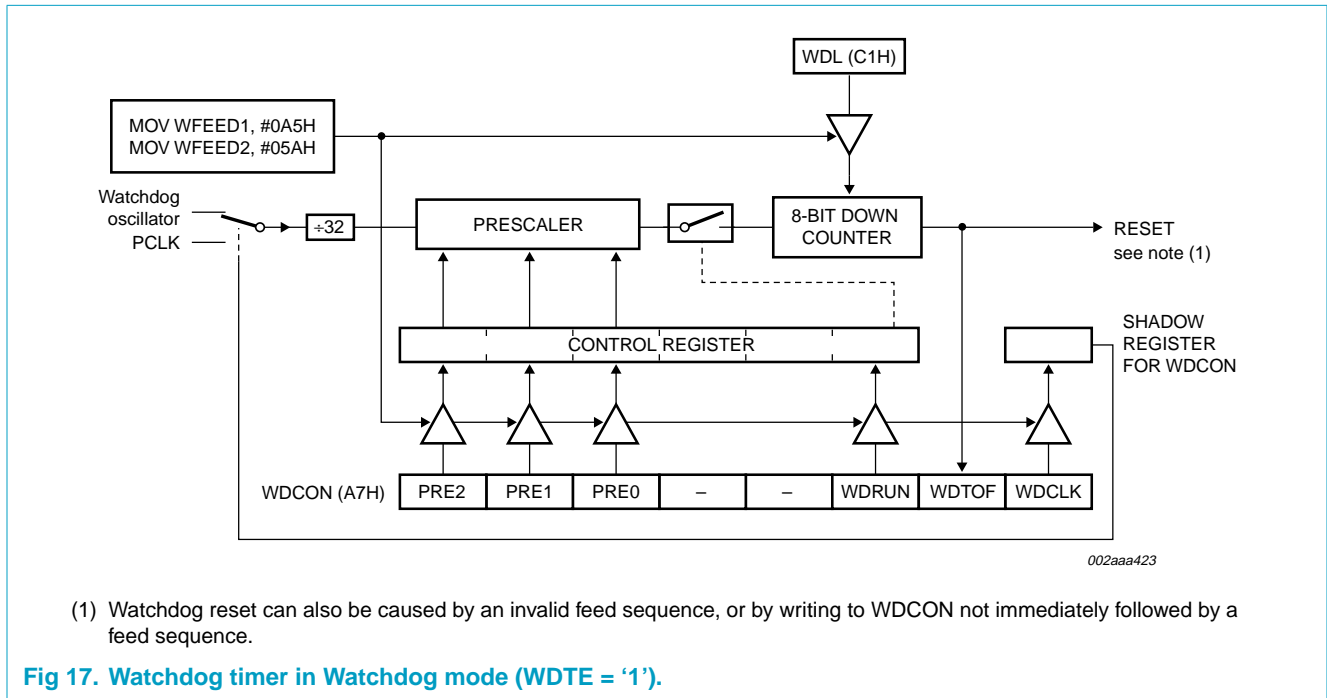 WDL (C1H)
MOV WFEED1, #0A5H
MOV WFEED2, #05AH
Watchdog
oscillator
PCLK
÷32
PRESCALER
8-BIT DOWN
COUNTER
RESET
see note (1)
CONTROL REGISTER
SHADOW
REGISTER
FOR WDCON
WDCON (A7H)
PRE2
PRE1
PRE0
–
–
WDRUN
WDTOF
WDCLK
002aaa423
(1) Watchdog reset can also be caused by an invalid feed sequence, or by writing to WDCON not immediately followed by a
feed sequence.
Fig 17. Watchdog timer in Watchdog mode (WDTE = ‘1’).